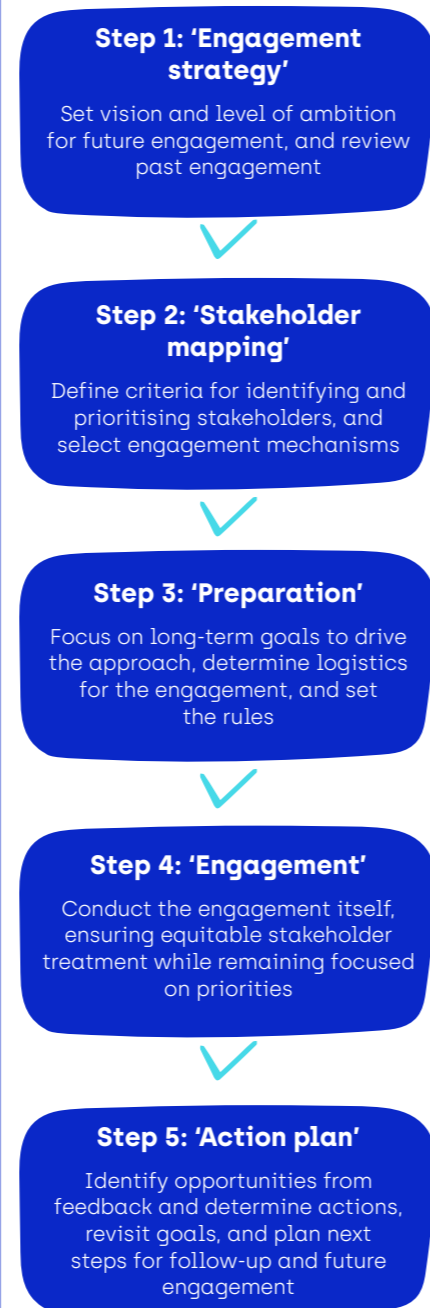 Step 1: ‘Engagement
strategy’
Set vision and level of ambition
for future engagement, and review
past engagement
Step 2: ‘Stakeholder
mapping’
Define criteria for identifying and
prioritising stakeholders, and
select engagement mechanisms
Step 3: ‘Preparation’
Focus on long-term goals to drive
the approach, determine logistics
for the engagement, and set
the rules
Step 4: ‘Engagement’
Conduct the engagement itself,
ensuring equitable stakeholder
treatment while remaining focused
on priorities
Step 5: ‘Action plan’
Identify opportunities from
feedback and determine actions,
revisit goals, and plan next
steps for follow-up and future
engagement